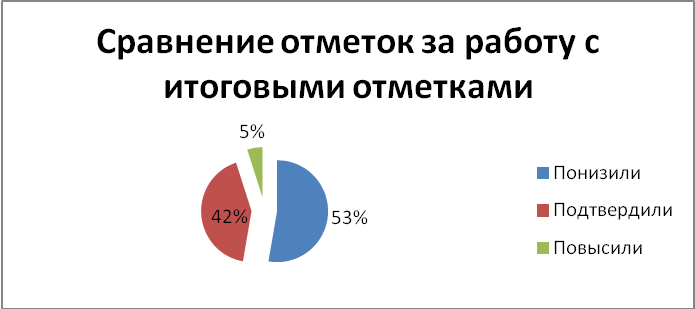 Сравнение отметок за работу с
итоговыми отметками
5%
42%
53%
Понизили
Подтвердили
Повысили